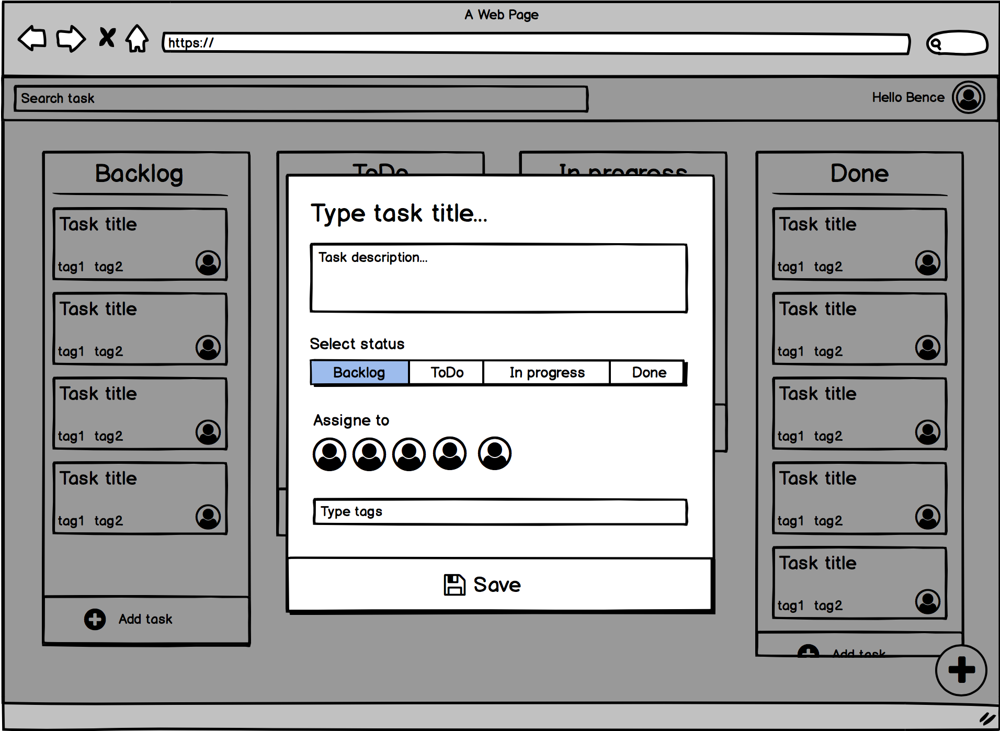 A Web Page
https://
Search task
Hello Bence
Backlog
Task title
tag1 tag2
Task title
tag1 tag2
Task title
tag1 tag2
Task title
tag1 tag2
Add task
ToDo
In progress
Type task title...
Task description...
Select status
Backlog ToDo In progress Done
Assigne to
Type tags
Save
Done
Task title
tag1 tag2
Task title
tag1 tag2
Task title
tag1 tag2
Task title
tag1 tag2
Task title
tag1 tag2
Add task